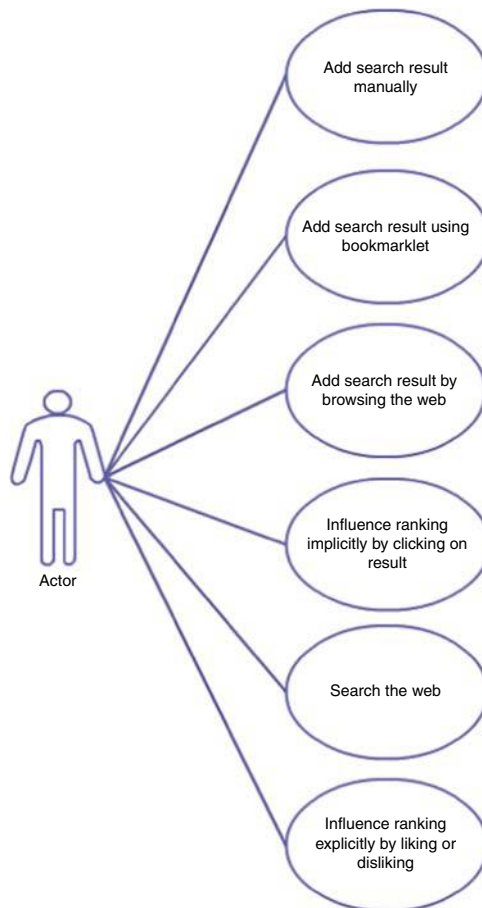 Add search result
manually
Add search result using
bookmarklet
Add search result by
browsing the web
Influence ranking
implicitly by clicking on
result
Actor
Search the web
Influence ranking
explicitly by liking or
disliking